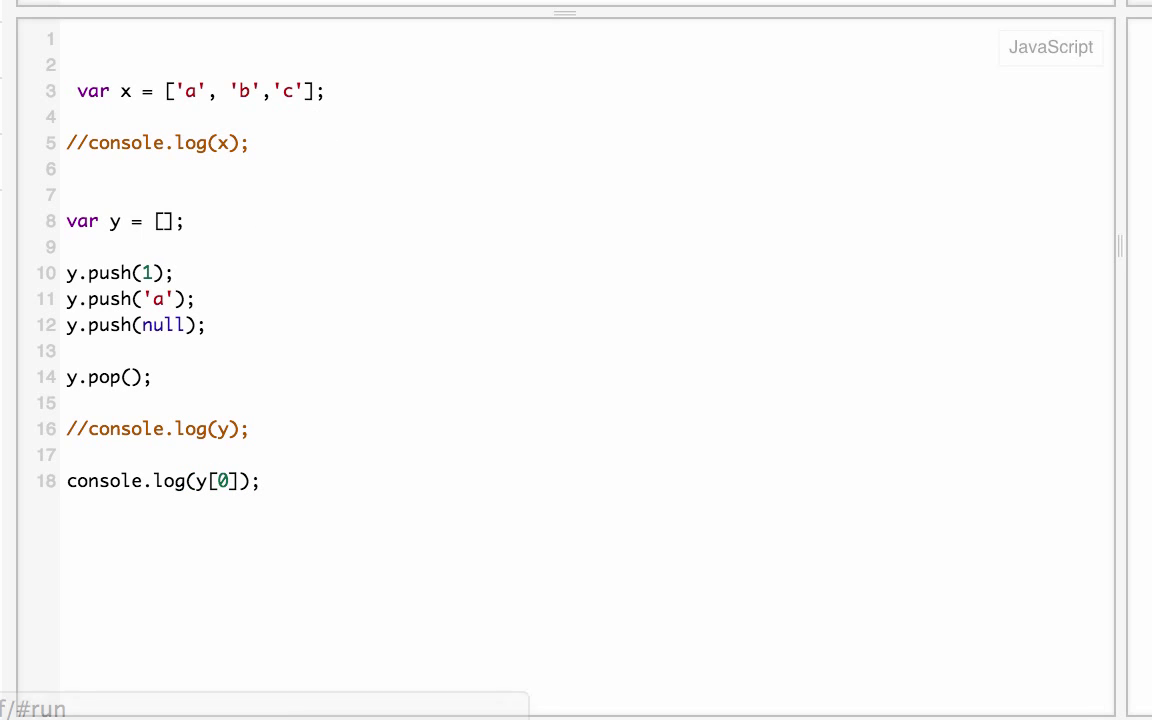 JavaScript
1
2
3 var x = ['a', 'b','c'];
4
5 //console.log(x);
6
7
8 var y = [];
9
10 y.push(1);
11 y.push('a');
12 y.push(null);
13
14 y.pop();
15
16 //console.log(y);
17
18 console.log(y[0]);
f/#run